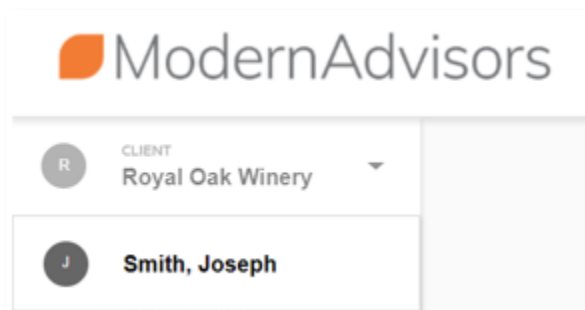 ModernAdvisors
R
CLIENT
Royal Oak Winery
J
Smith, Joseph